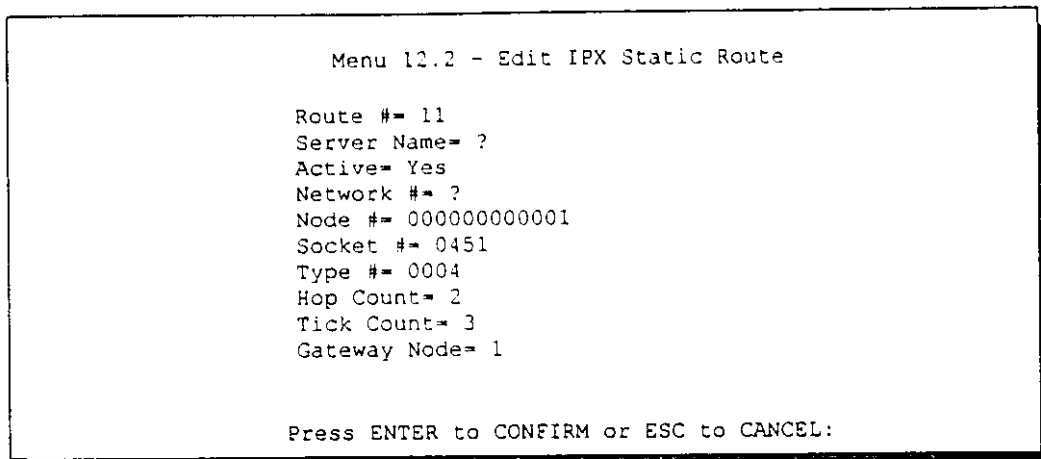 Menu 12.2 - Edit IPX Static Route
Route #= 11
Server Name= ?
Active= Yes
Network #= ?
Node #= 000000000001
Socket #= 0451
Type #= 0004
Hop Count= 2
Tick Count= 3
Gateway Node= 1
Press ENTER to CONFIRM or ESC to CANCEL: